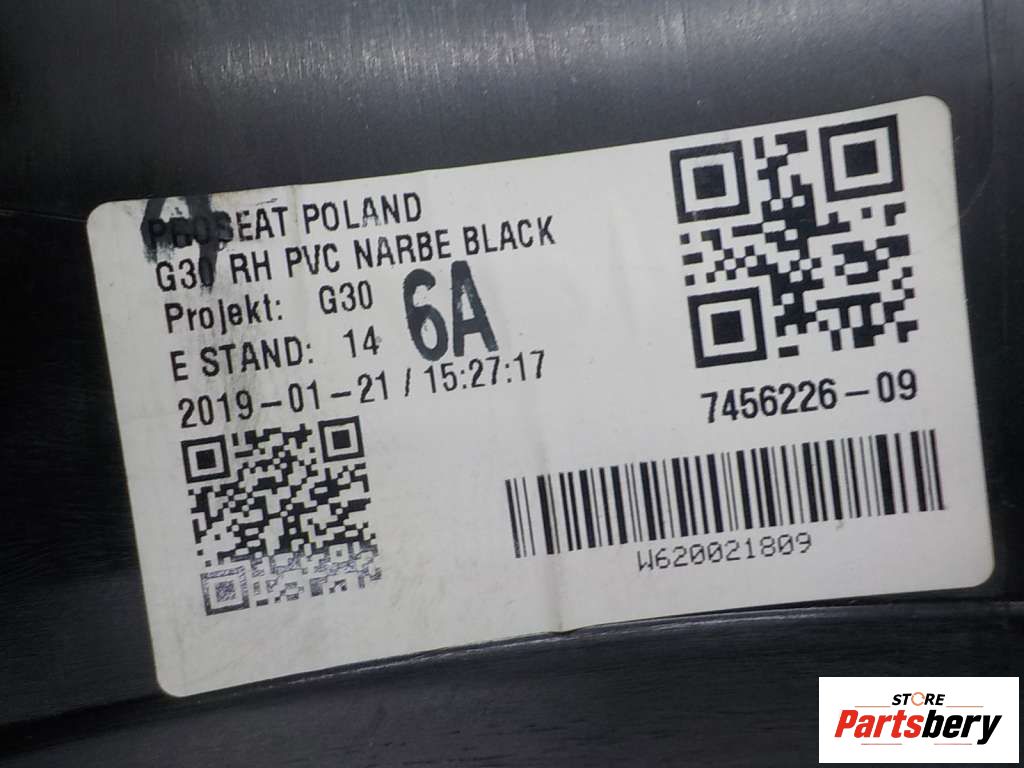 PROSEAT POLAND
G30 RH PVC NARBE BLACK
Projekt: G30
6A
E STAND: 14
2019-01-21 / 15:27:17
7456226-09
W620021809
STORE
Partsbery